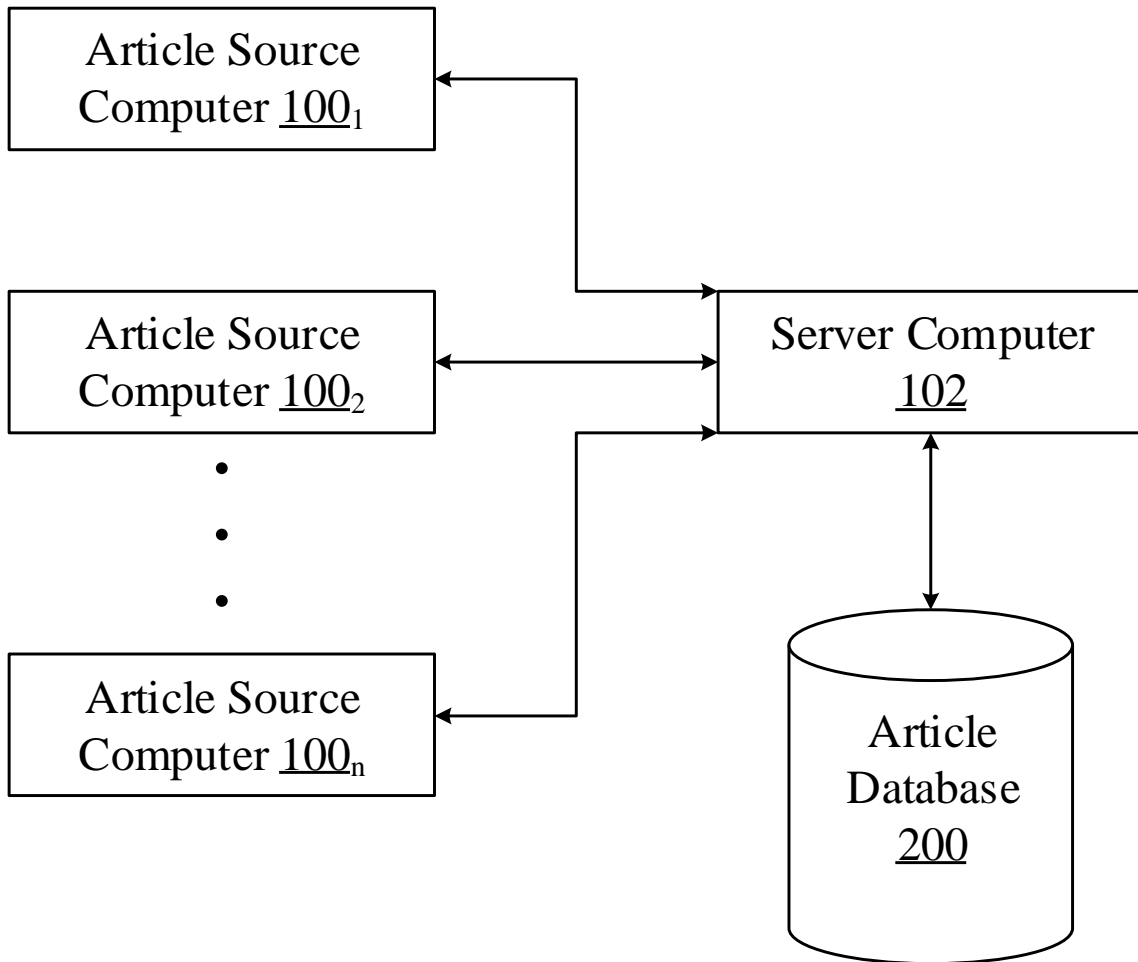 Article Source
Computer 100₁
Article Source
Computer 100₂
Article Source
Computer 100ₙ
Server Computer
102
Article
Database
200